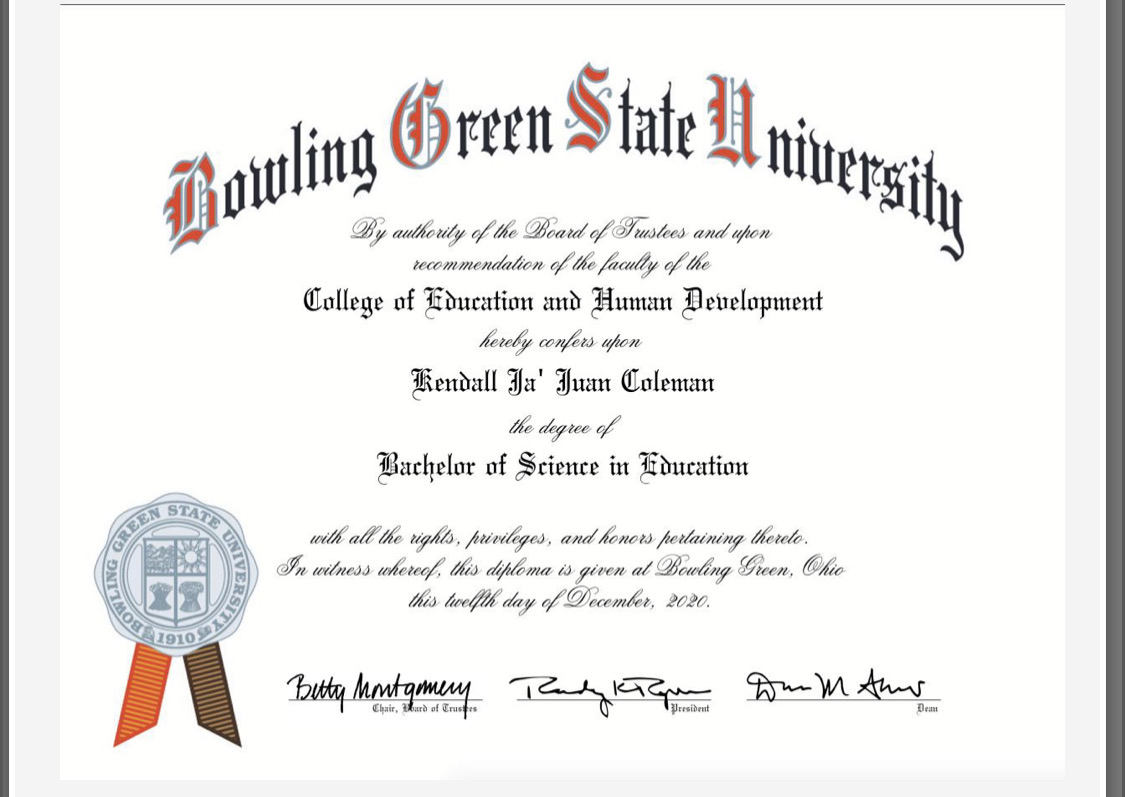 Bowling Green State University
By authority of the Board of Trustees and upon
recommendation of the faculty of the
College of Education and Human Development
hereby confers upon
Kendall Ja' Juan Coleman
the degree of
Bachelor of Science in Education
with all the rights, privileges, and honors pertaining thereto.
In witness whereof, this diploma is given at Bowling Green, Ohio
this twelfth day of December, 2020.
BOWLING GREEN STATE UNIVERSITY
1910
Betty Montgomery
Chair, Board of Trustees
President
Dean